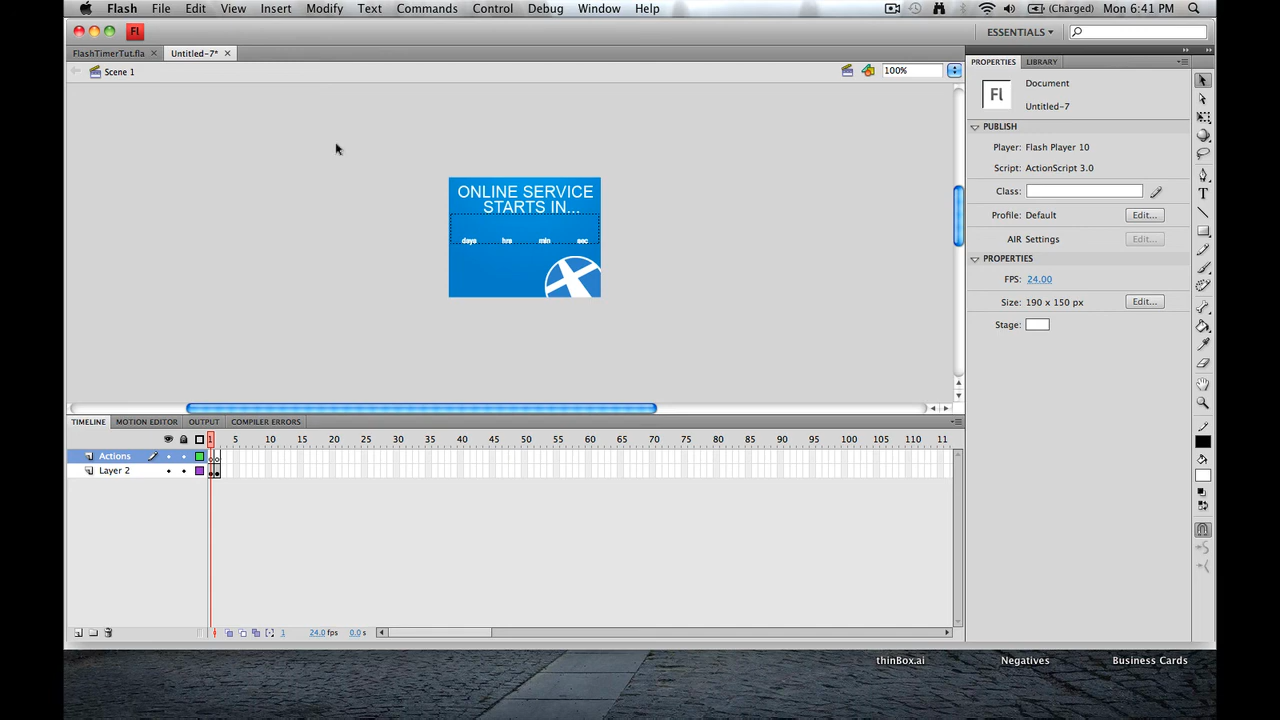 Flash File Edit View Insert Modify Text Commands Control Debug Window Help (Charged) Mon 6:41 PM
Fl ESSENTIALS
FlashTimerTut.fla Untitled-7*
Scene 1 100%
ONLINE SERVICE
STARTS IN...
days hrs min sec
PROPERTIES LIBRARY
Fl Document
Untitled-7
PUBLISH
Player: Flash Player 10
Script: ActionScript 3.0
Class:
Profile: Default Edit...
AIR Settings Edit...
PROPERTIES
FPS: 24.00
Size: 190 x 150 px Edit...
Stage:
TIMELINE MOTION EDITOR OUTPUT COMPILER ERRORS
1 5 10 15 20 25 30 35 40 45 50 55 60 65 70 75 80 85 90 95 100 105 110 11
Actions
Layer 2
1 24.0 fps 0.0 s
thinBox.ai Negatives Business Cards